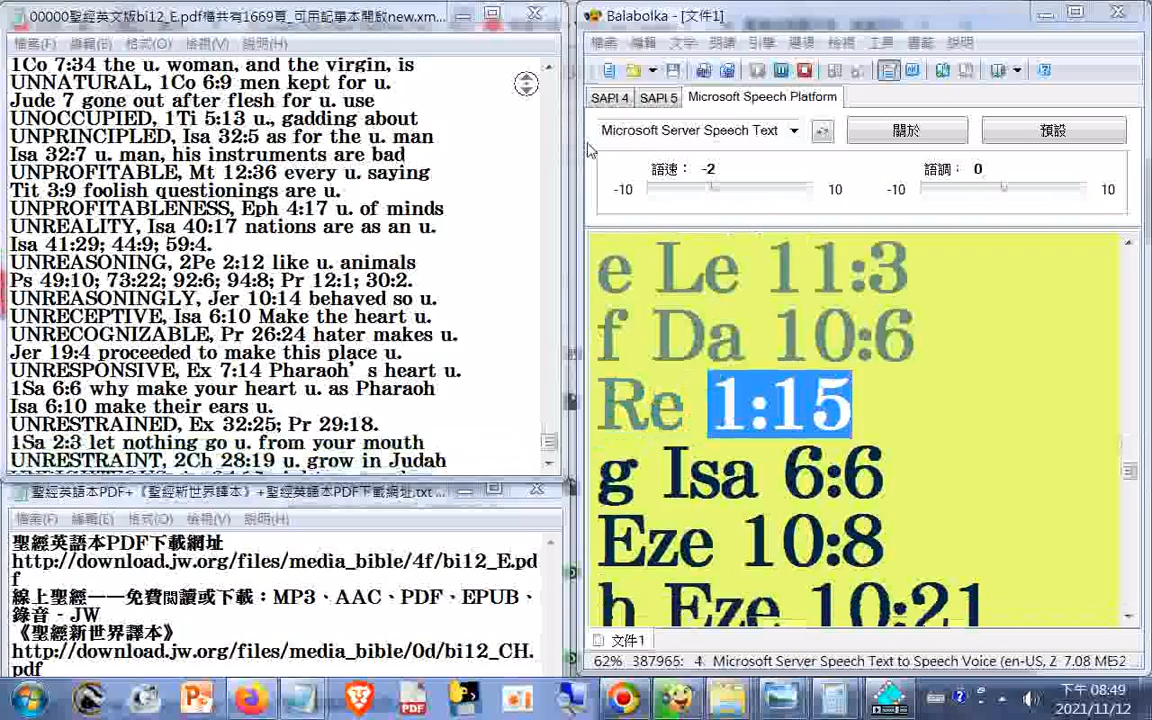 00000聖經英文版bi12_E.pdf檔共有1669頁_可用記事本開啟new.xm...
檔案(F) 編輯(E) 格式(O) 檢視(V) 說明(H)
1Co 7:34 the u. woman, and the virgin, is
UNNATURAL, 1Co 6:9 men kept for u.
Jude 7 gone out after flesh for u. use
UNOCCUPIED, 1Ti 5:13 u., gadding about
UNPRINCIPLED, Isa 32:5 as for the u. man
Isa 32:7 u. man, his instruments are bad
UNPROFITABLE, Mt 12:36 every u. saying
Tit 3:9 foolish questionings are u.
UNPROFITABLENESS, Eph 4:17 u. of minds
UNREALITY, Isa 40:17 nations are as an u.
Isa 41:29; 44:9; 59:4.
UNREASONING, 2Pe 2:12 like u. animals
Ps 49:10; 73:22; 92:6; 94:8; Pr 12:1; 30:2.
UNREASONINGLY, Jer 10:14 behaved so u.
UNRECEPTIVE, Isa 6:10 Make the heart u.
UNRECOGNIZABLE, Pr 26:24 hater makes u.
Jer 19:4 proceeded to make this place u.
UNRESPONSIVE, Ex 7:14 Pharaoh’s heart u.
1Sa 6:6 why make your heart u. as Pharaoh
Isa 6:10 make their ears u.
UNRESTRAINED, Ex 32:25; Pr 29:18.
1Sa 2:3 let nothing go u. from your mouth
UNRESTRAINT, 2Ch 28:19 u. grow in Judah
聖經英語本PDF+《聖經新世界譯本》+聖經英語本PDF下載網址.txt ...
檔案(F) 編輯(E) 格式(O) 檢視(V) 說明(H)
聖經英語本PDF下載網址
http://download.jw.org/files/media_bible/4f/bi12_E.pd
f
線上聖經——免費閱讀或下載：MP3、AAC、PDF、EPUB、
錄音 - JW
《聖經新世界譯本》
http://download.jw.org/files/media_bible/0d/bi12_CH.
pdf
Balabolka - [文件1]
檔案 編輯 文字 朗讀 引擎 選項 檢視 工具 書籤 說明
SAPI 4 SAPI 5 Microsoft Speech Platform
Microsoft Server Speech Text 關於 預設
語速： -2 語調： 0
-10 10 -10 10
e Le 11:3
f Da 10:6
Re 1:15
g Isa 6:6
Eze 10:8
h Eze 10:21
文件1
62% 387965: 4 Microsoft Server Speech Text to Speech Voice (en-US, Z 7.08 ME52
PDF
下午 08:49
2021/11/12